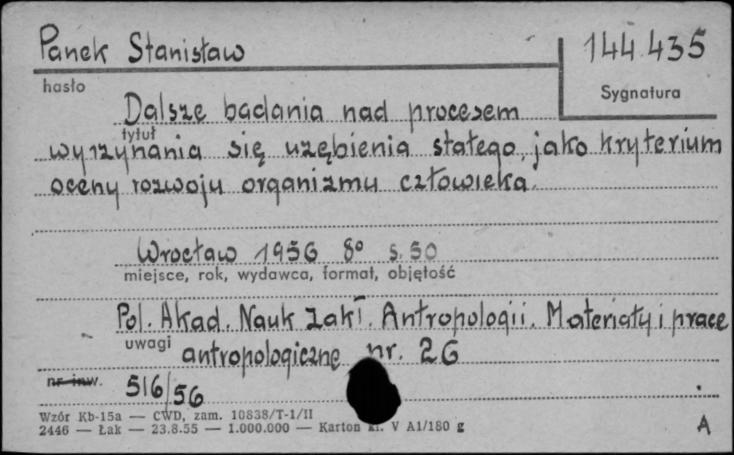 Panek Stanisław
144.435
hasło
Sygnatura
Dalsze badania nad procesem
tytuł
wyrzynania się uzębienia stałego, jako kryterium
oceny rozwoju organizmu człowieka.
Wrocław 1956 8° s. 50
miejsce, rok, wydawca, format, objętość
Pol. Akad. Nauk Zakł. Antropologii. Materiały i prace
uwagi
antropologiczne nr. 26
nr inw. 516/56
Wzór Kb-15a — CWD, zam. 10838/T-1/II
2446 — Łak — 23.8.55 — 1.000.000 — Karton kl. V A1/180 g
A